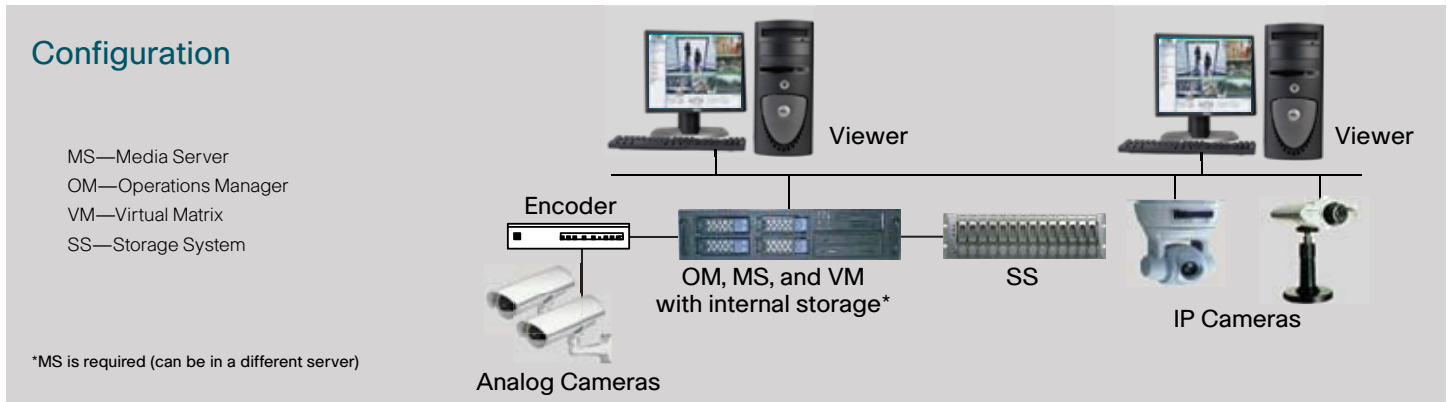 Configuration
MS—Media Server
OM—Operations Manager
VM—Virtual Matrix
SS—Storage System
*MS is required (can be in a different server)
Viewer
Viewer
Encoder
OM, MS, and VM
with internal storage*
SS
IP Cameras
Analog Cameras